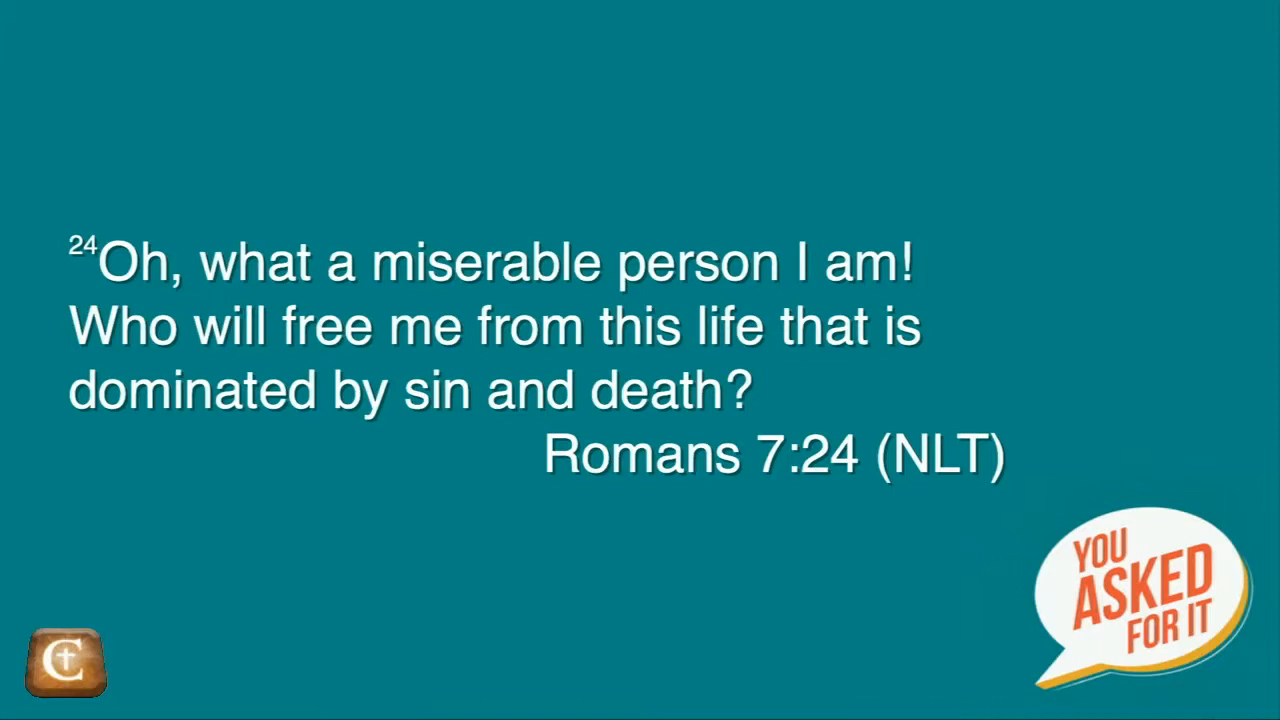 24Oh, what a miserable person I am!
Who will free me from this life that is
dominated by sin and death?
Romans 7:24 (NLT)
YOU
ASKED
FOR IT
C